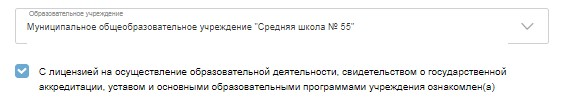 Образовательное учреждение
Муниципальное общеобразовательное учреждение "Средняя школа № 55"
С лицензией на осуществление образовательной деятельности, свидетельством о государственной
аккредитации, уставом и основными образовательными программами учреждения ознакомлен(а)